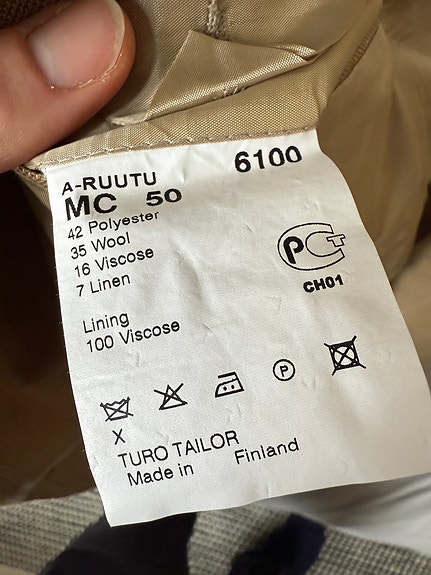 A-RUUTU 6100
MC 50
42 Polyester
35 Wool
16 Viscose
7 Linen
PCT
CH01
Lining
100 Viscose
P
X
TURO TAILOR
Made in Finland